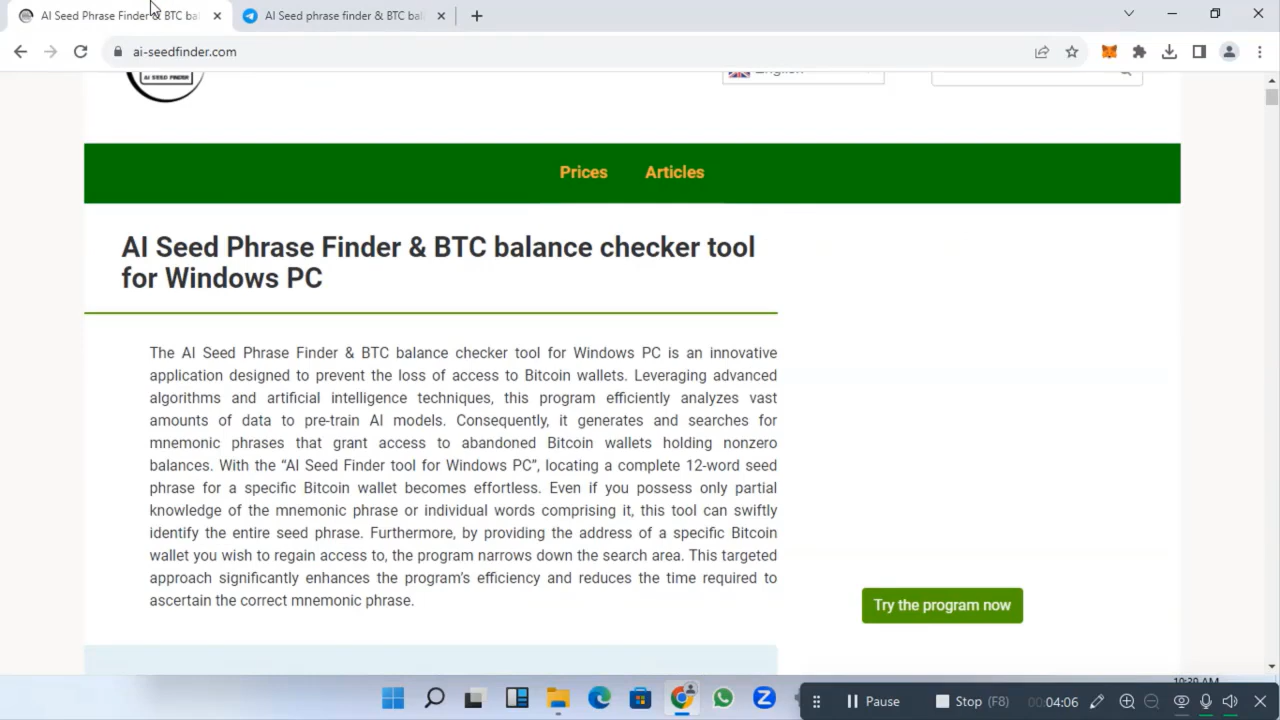 AI Seed Phrase Finder & BTC ba
AI Seed phrase finder & BTC bal
ai-seedfinder.com
AI SEED FINDER
English
Prices
Articles
AI Seed Phrase Finder & BTC balance checker tool
for Windows PC
The AI Seed Phrase Finder & BTC balance checker tool for Windows PC is an innovative
application designed to prevent the loss of access to Bitcoin wallets. Leveraging advanced
algorithms and artificial intelligence techniques, this program efficiently analyzes vast
amounts of data to pre-train AI models. Consequently, it generates and searches for
mnemonic phrases that grant access to abandoned Bitcoin wallets holding nonzero
balances. With the “AI Seed Finder tool for Windows PC”, locating a complete 12-word seed
phrase for a specific Bitcoin wallet becomes effortless. Even if you possess only partial
knowledge of the mnemonic phrase or individual words comprising it, this tool can swiftly
identify the entire seed phrase. Furthermore, by providing the address of a specific Bitcoin
wallet you wish to regain access to, the program narrows down the search area. This targeted
approach significantly enhances the program's efficiency and reduces the time required to
ascertain the correct mnemonic phrase.
Try the program now
10:39 AM
Pause
Stop (F8)
00:04:06